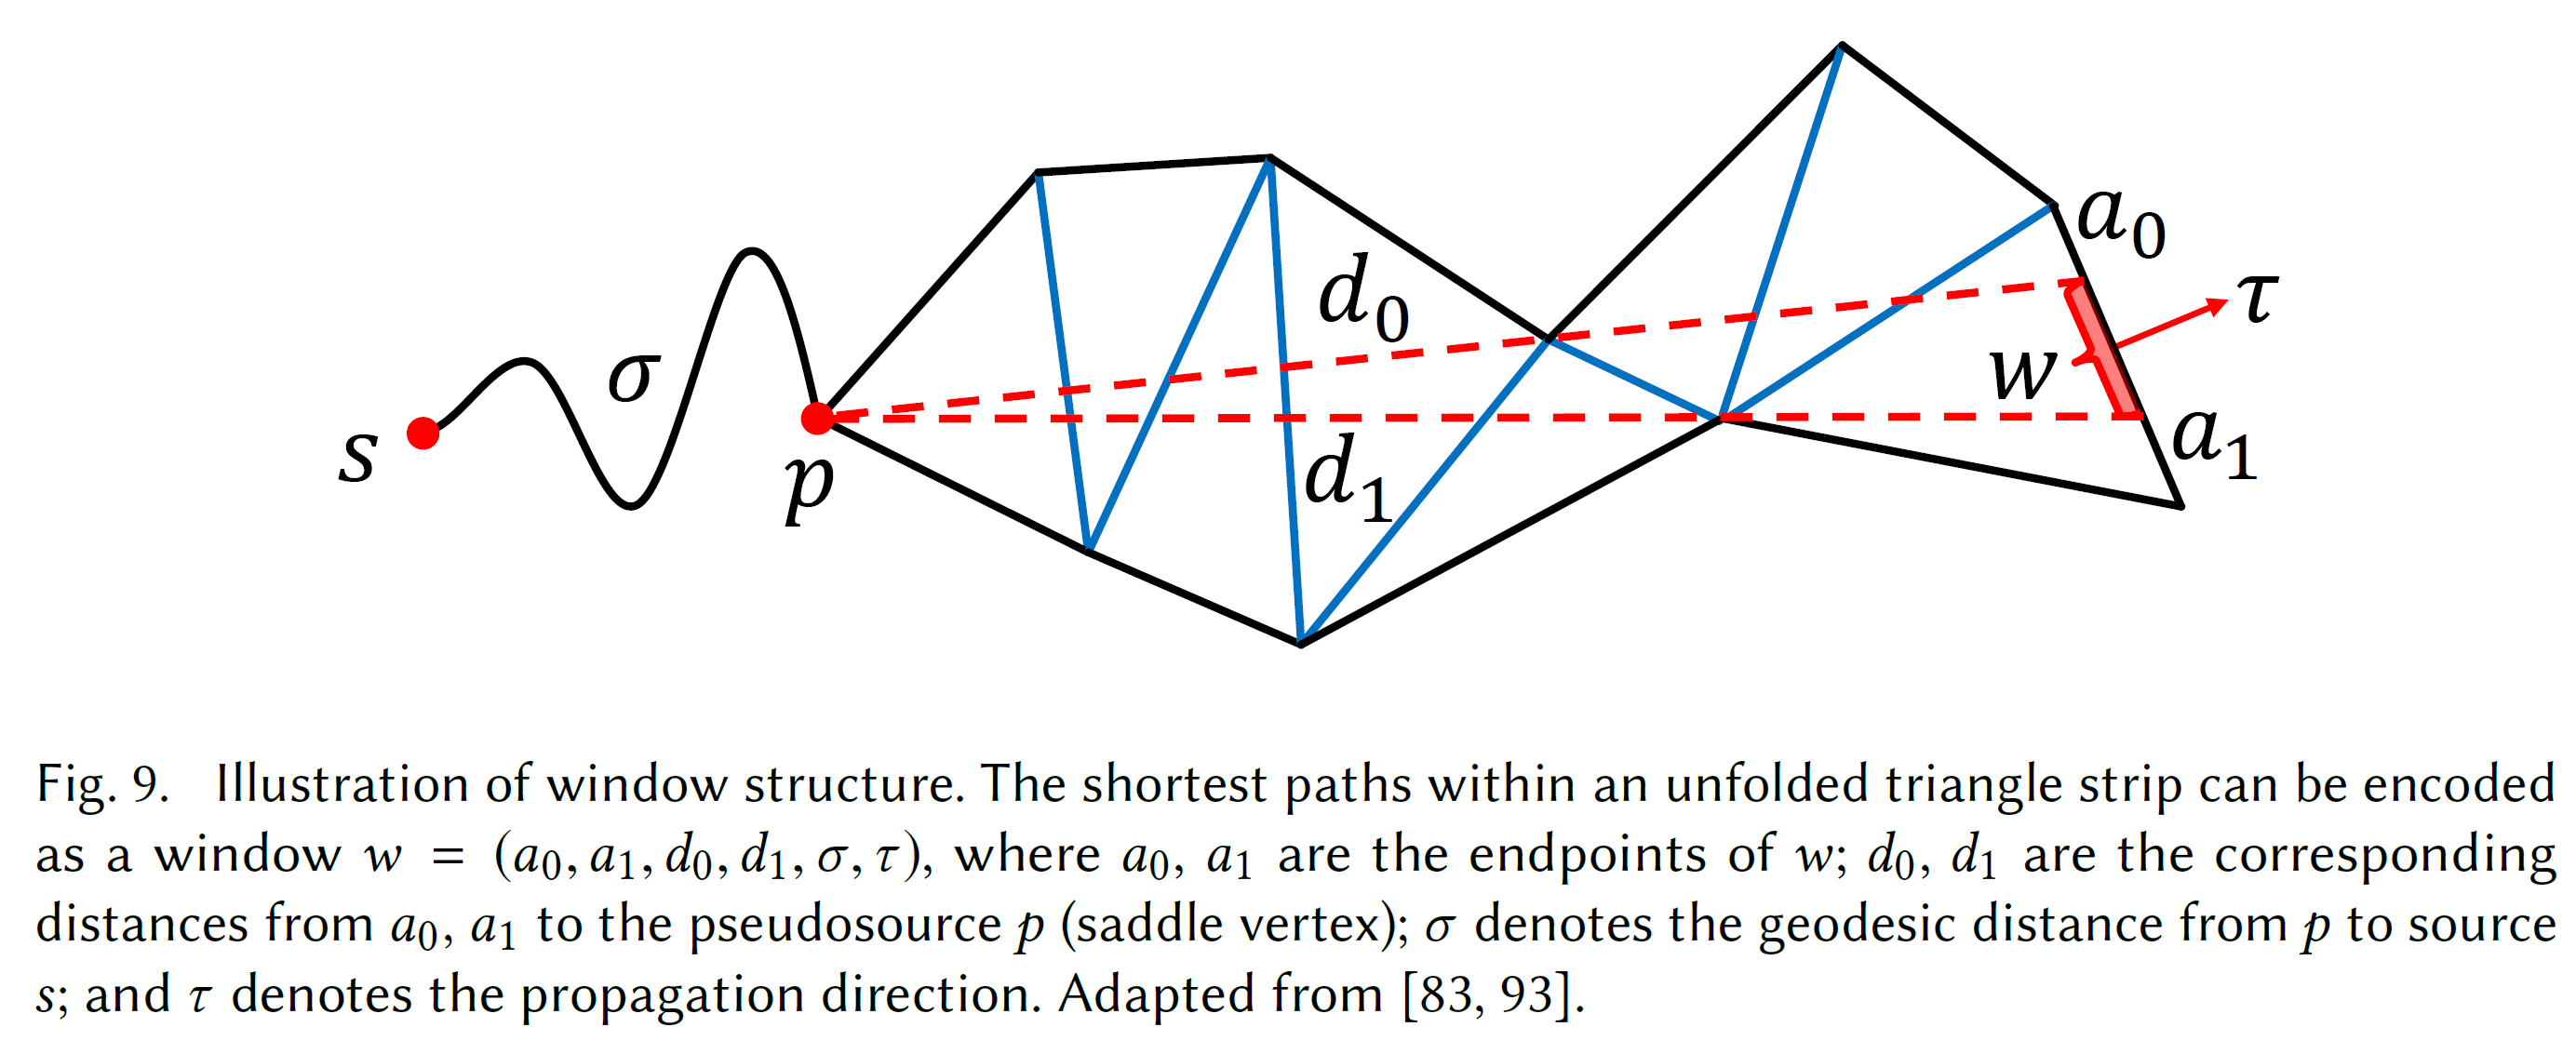 a₀
d₀
τ
σ
w
s
p
d₁
a₁
Fig. 9. Illustration of window structure. The shortest paths within an unfolded triangle strip can be encoded
as a window w = (a₀, a₁, d₀, d₁, σ, τ), where a₀, a₁ are the endpoints of w; d₀, d₁ are the corresponding
distances from a₀, a₁ to the pseudosource p (saddle vertex); σ denotes the geodesic distance from p to source
s; and τ denotes the propagation direction. Adapted from [83, 93].